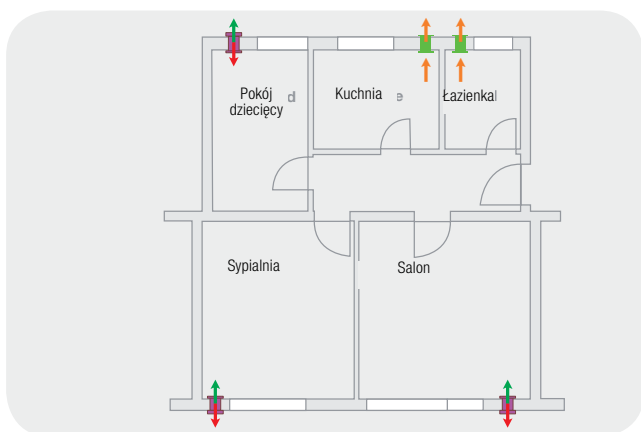 Pokój
dziecięcy
Kuchnia
Łazienka
Sypialnia
Salon